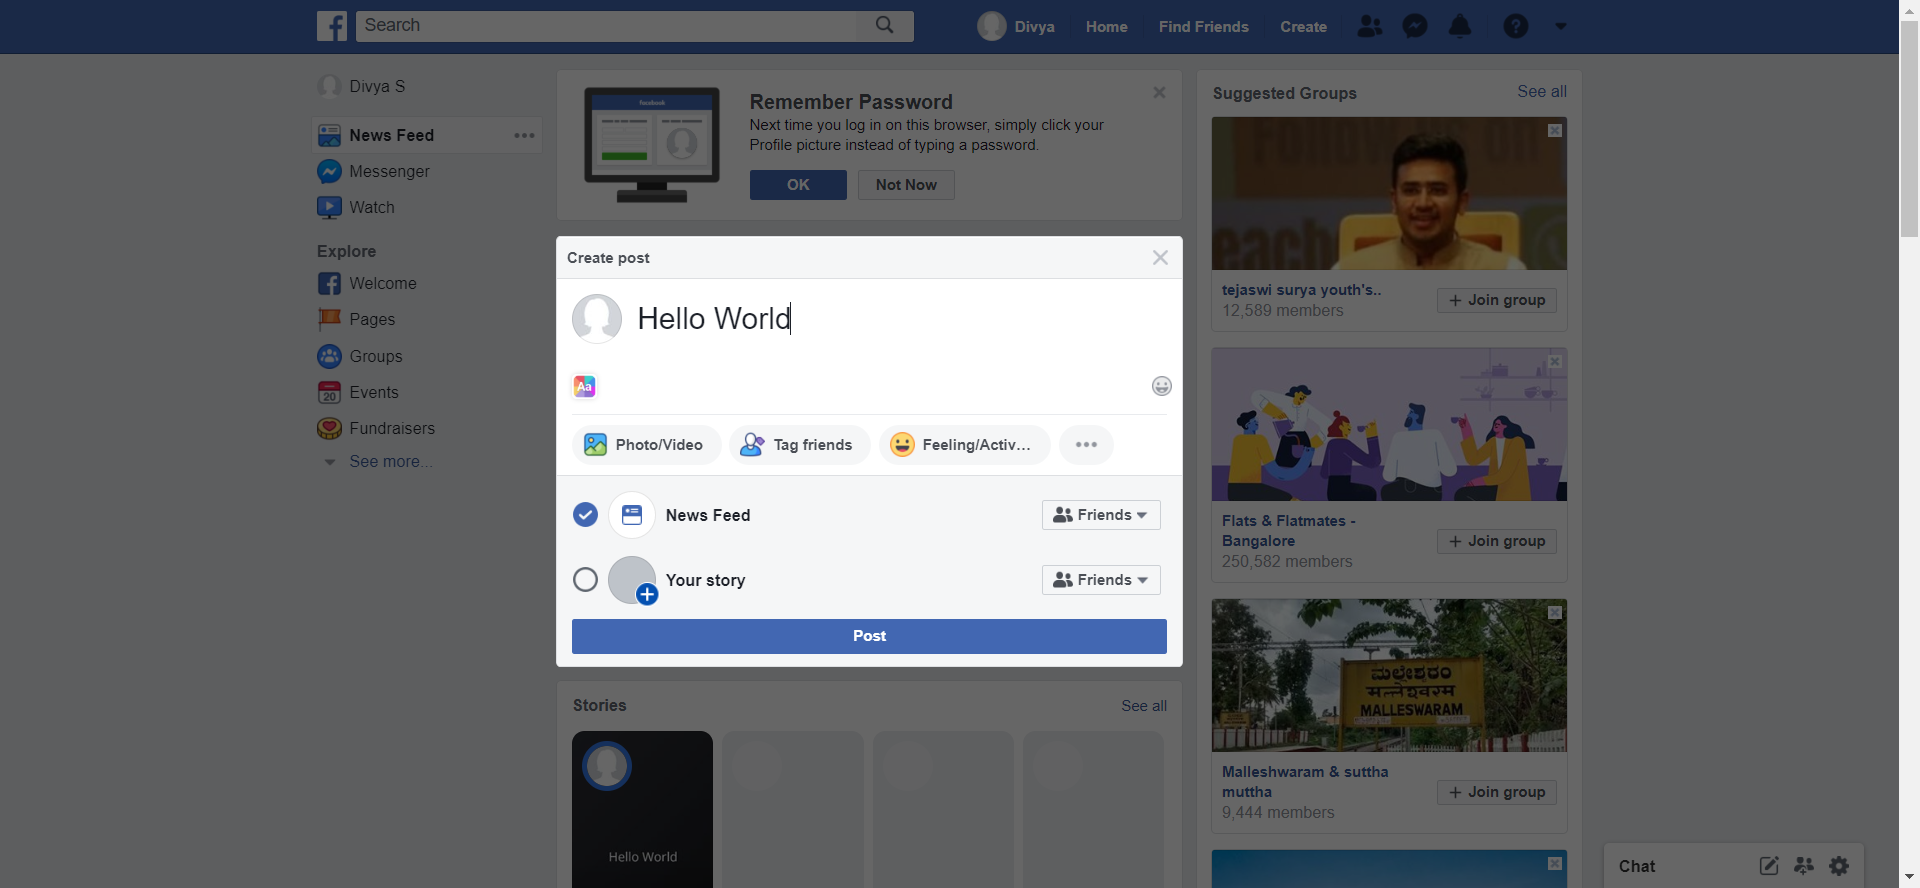 Search
Divya
Home
Find Friends
Create
Divya S
News Feed
Messenger
Watch
Explore
Welcome
Pages
Groups
20
Events
Fundraisers
See more...
facebook
Remember Password
Next time you log in on this browser, simply click your
Profile picture instead of typing a password.
OK
Not Now
Create post
Hello World
Aa
Photo/Video
Tag friends
Feeling/Activ...
News Feed
Friends
Your story
Friends
Post
Stories
See all
Hello World
Suggested Groups
See all
each
tejaswi surya youth's..
12,589 members
+ Join group
Flats & Flatmates -
Bangalore
250,582 members
+ Join group
ಮಲ್ಲೇಶ್ವರಂ
मल्लेश्वरम
MALLESWARAM
Malleshwaram & suttha
muttha
9,444 members
+ Join group
Chat